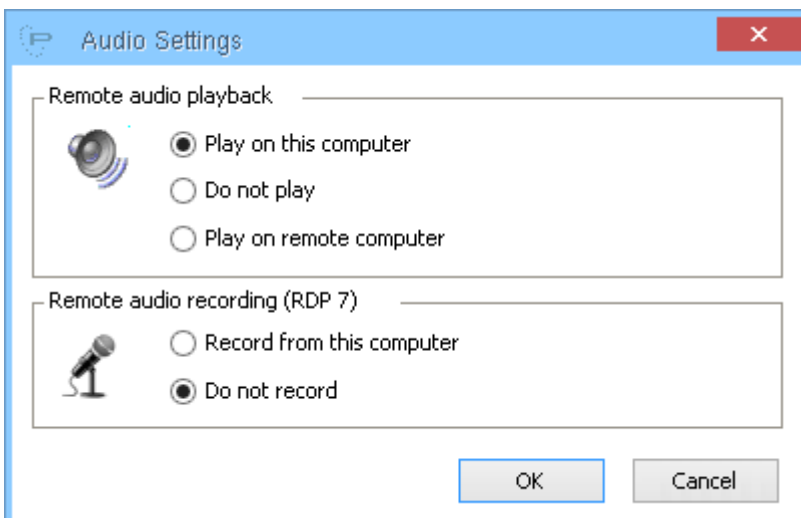 Audio Settings
Remote audio playback
Play on this computer
Do not play
Play on remote computer
Remote audio recording (RDP 7)
Record from this computer
Do not record
OK
Cancel